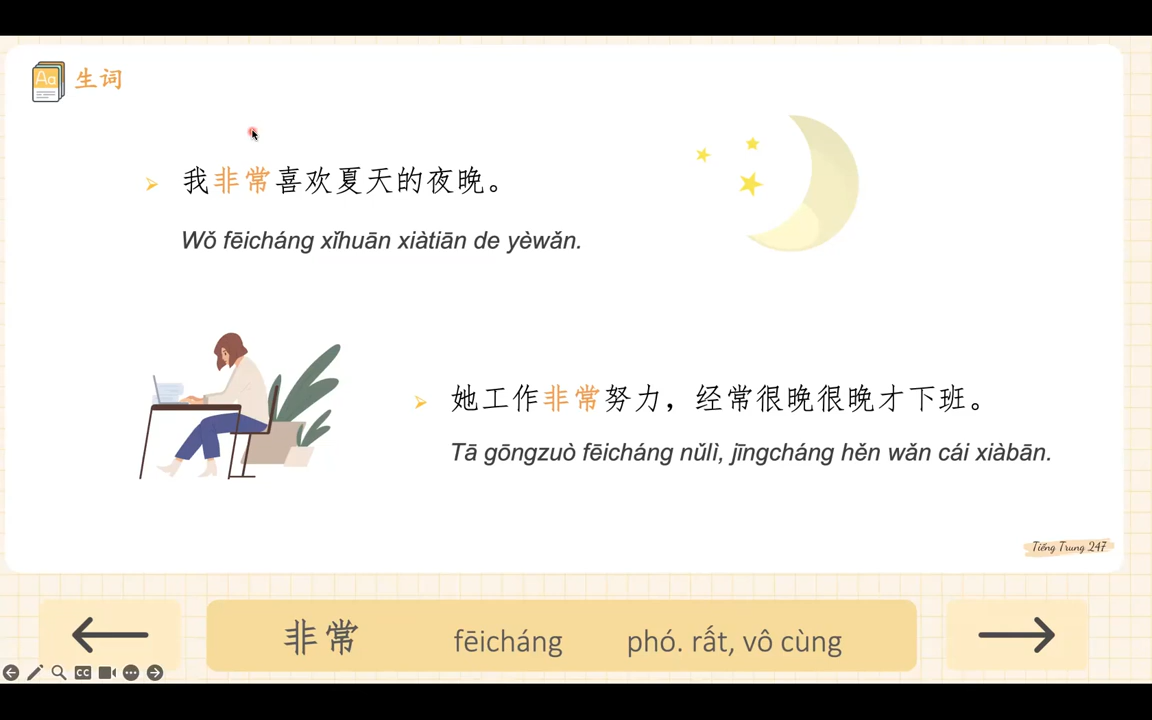 Aa 生词
我非常喜欢夏天的夜晚。
Wǒ fēicháng xǐhuān xiàtiān de yèwǎn.
她工作非常努力，经常很晚很晚才下班。
Tā gōngzuò fēicháng nǔlì, jīngcháng hěn wǎn cái xiàbān.
Tiếng Trung 247
非常 fēicháng phó. rất, vô cùng
CC